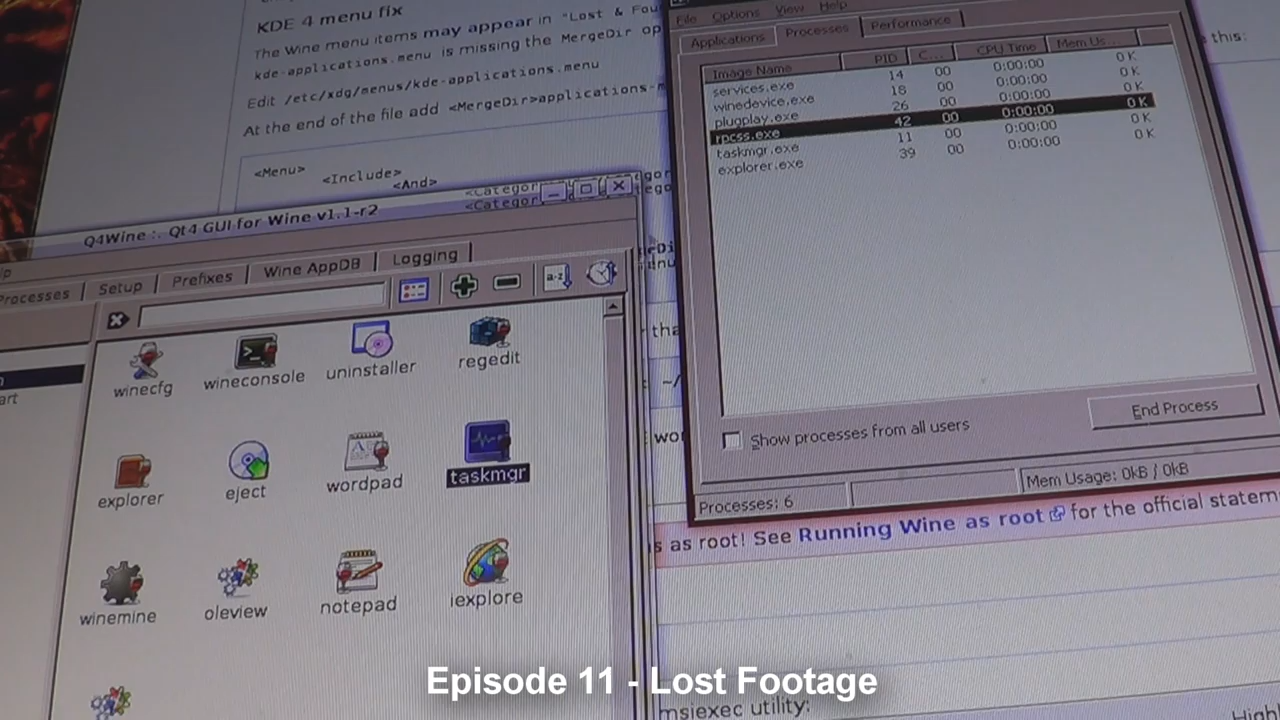 KDE 4 menu fix
The Wine menu items may appear in "Lost & Fou
kde-applications.menu is missing the MergeDir op
Edit /etc/xdg/menus/kde-applications.menu
At the end of the file add <MergeDir>applications-m
<Menu>
<Include>
<And>
<Categor
<Categor
File Options View Help
Applications Processes Performance
Image Name PID C... CPU Time Mem Us...
services.exe 14 00 0:00:00 0 K
winedevice.exe 18 00 0:00:00 0 K
plugplay.exe 26 00 0:00:00 0 K
rpcss.exe 42 00 0:00:00 0 K
taskmgr.exe 11 00 0:00:00 0 K
explorer.exe 39 00 0:00:00 0 K
Show processes from all users
End Process
Processes: 6
Mem Usage: 0kB / 0kB
this:
Q4Wine :. Qt4 GUI for Wine v1.1-r2
Processes Setup Prefixes Wine AppDB Logging
winecfg wineconsole uninstaller regedit
explorer eject wordpad taskmgr
winemine oleview notepad iexplore
s as root! See Running Wine as root for the official statem
msiexec utility:
Episode 11 - Lost Footage